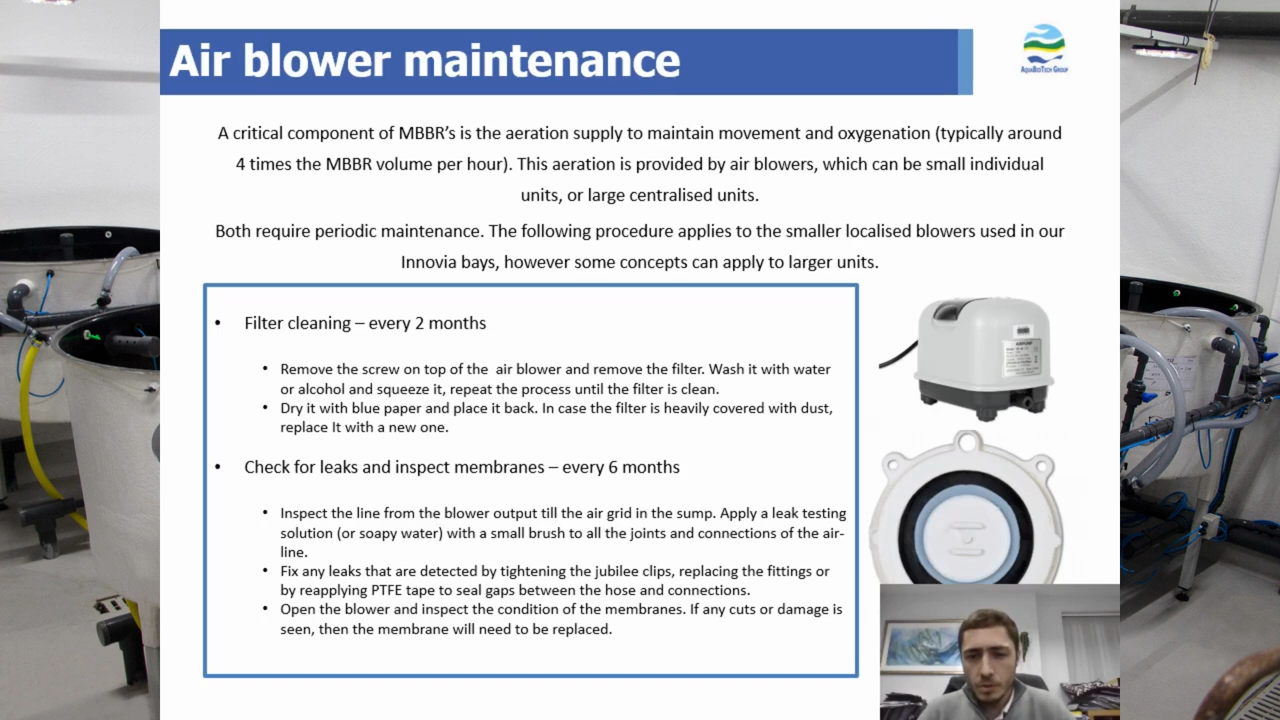 Air blower maintenance
AquaBioTech Group
A critical component of MBBR's is the aeration supply to maintain movement and oxygenation (typically around
4 times the MBBR volume per hour). This aeration is provided by air blowers, which can be small individual
units, or large centralised units.
Both require periodic maintenance. The following procedure applies to the smaller localised blowers used in our
Innovia bays, however some concepts can apply to larger units.
• Filter cleaning – every 2 months
• Remove the screw on top of the air blower and remove the filter. Wash it with water
or alcohol and squeeze it, repeat the process until the filter is clean.
• Dry it with blue paper and place it back. In case the filter is heavily covered with dust,
replace It with a new one.
• Check for leaks and inspect membranes – every 6 months
• Inspect the line from the blower output till the air grid in the sump. Apply a leak testing
solution (or soapy water) with a small brush to all the joints and connections of the air-
line.
• Fix any leaks that are detected by tightening the jubilee clips, replacing the fittings or
by reapplying PTFE tape to seal gaps between the hose and connections.
• Open the blower and inspect the condition of the membranes. If any cuts or damage is
seen, then the membrane will need to be replaced.
AIRPUMP